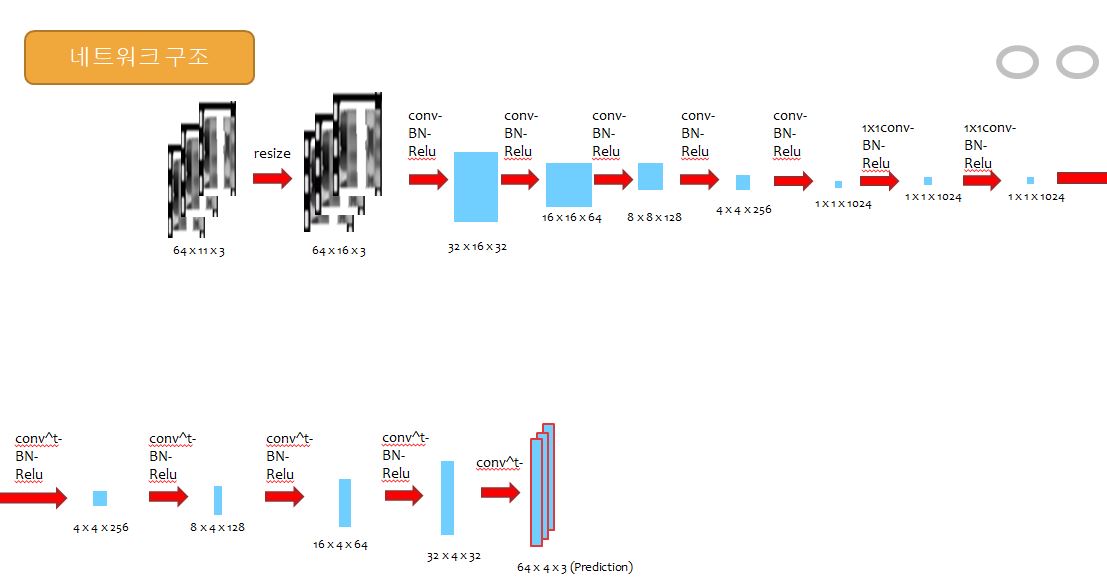 네트워크 구조
resize
64 x 11 x 3
64 x 16 x 3
conv-
BN-
Relu
32 x 16 x 32
conv-
BN-
Relu
16 x 16 x 64
conv-
BN-
Relu
8 x 8 x 128
conv-
BN-
Relu
4 x 4 x 256
conv-
BN-
Relu
1 x 1 x 1024
1x1conv-
BN-
Relu
1 x 1 x 1024
1x1conv-
BN-
Relu
1 x 1 x 1024
conv^t-
BN-
Relu
4 x 4 x 256
conv^t-
BN-
Relu
8 x 4 x 128
conv^t-
BN-
Relu
16 x 4 x 64
conv^t-
BN-
Relu
32 x 4 x 32
conv^t-
64 x 4 x 3 (Prediction)